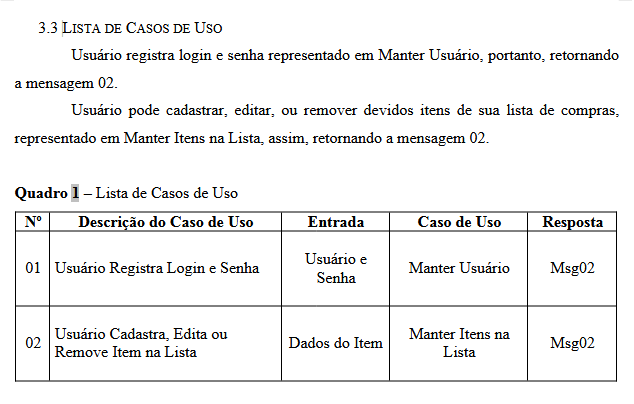 3.3 LISTA DE CASOS DE USO
Usuário registra login e senha representado em Manter Usuário, portanto, retornando
a mensagem 02.
Usuário pode cadastrar, editar, ou remover devidos itens de sua lista de compras,
representado em Manter Itens na Lista, assim, retornando a mensagem 02.
Quadro 1 – Lista de Casos de Uso
Nº Descrição do Caso de Uso Entrada Caso de Uso Resposta
01 Usuário Registra Login e Senha Usuário e Senha Manter Usuário Msg02
02 Usuário Cadastra, Edita ou Remove Item na Lista Dados do Item Manter Itens na Lista Msg02